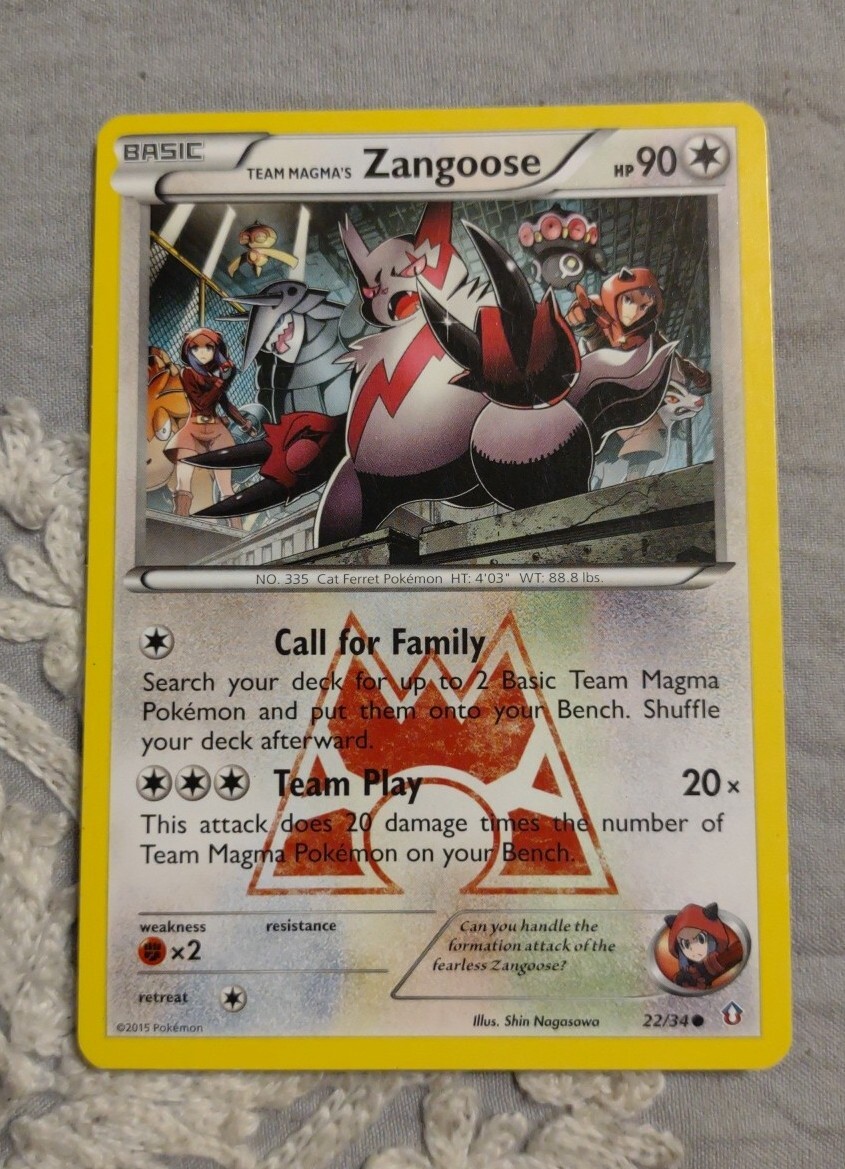 BASIC
TEAM MAGMA'S Zangoose HP 90
NO. 335 Cat Ferret Pokémon HT: 4'03" WT: 88.8 lbs.
Call for Family
Search your deck for up to 2 Basic Team Magma
Pokémon and put them onto your Bench. Shuffle
your deck afterward.
Team Play 20×
This attack does 20 damage times the number of
Team Magma Pokémon on your Bench.
weakness resistance
×2
retreat
Can you handle the
formation attack of the
fearless Zangoose?
©2015 Pokémon
Illus. Shin Nagasawa
22/34